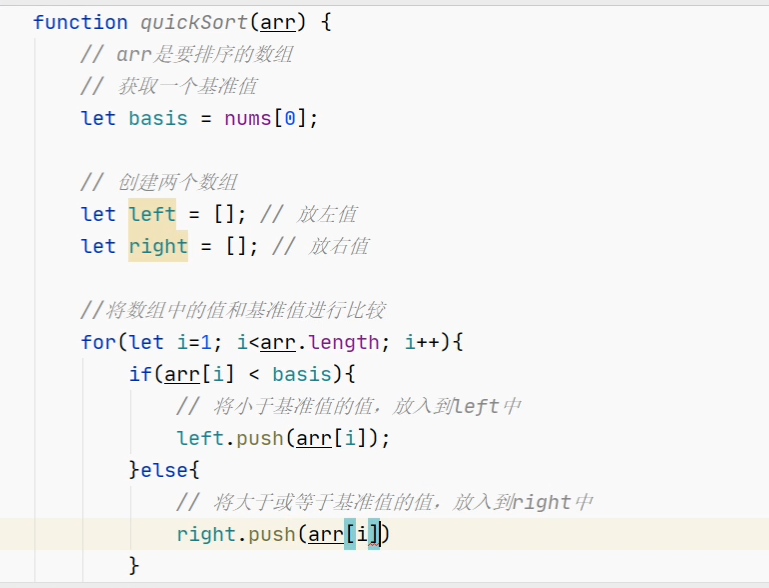 function quickSort(arr) {
// arr是要排序的数组
// 获取一个基准值
let basis = nums[0];
// 创建两个数组
let left = []; // 放左值
let right = []; // 放右值
//将数组中的值和基准值进行比较
for(let i=1; i<arr.length; i++){
if(arr[i] < basis){
// 将小于基准值的值，放入到left中
left.push(arr[i]);
}else{
// 将大于或等于基准值的值，放入到right中
right.push(arr[i])
}